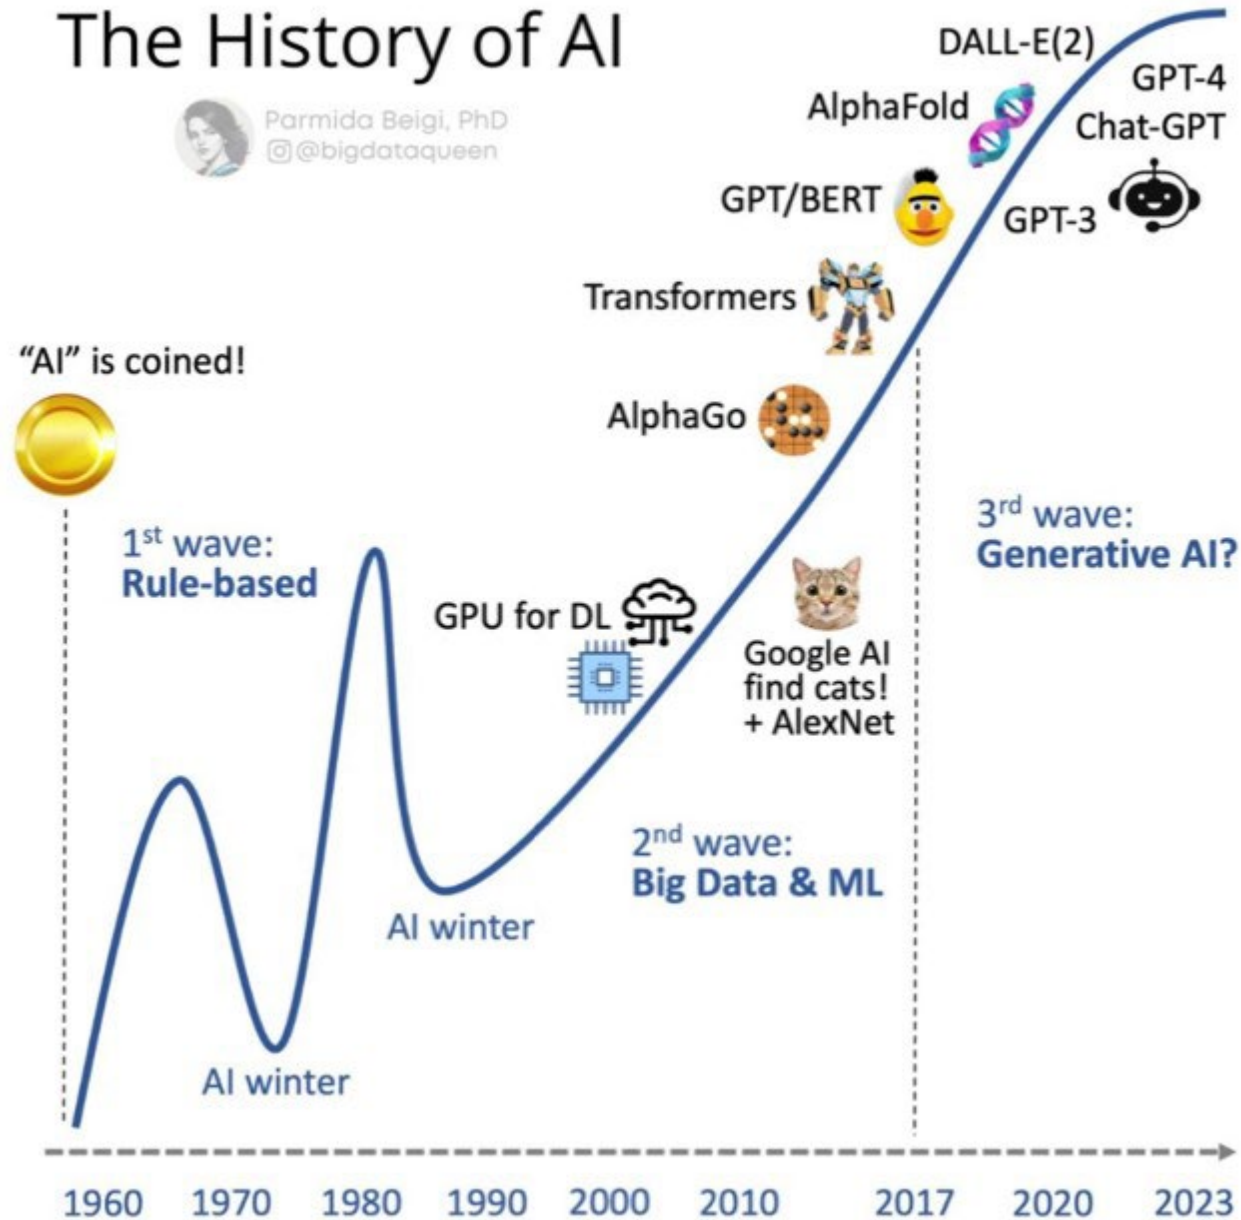 The History of AI
Parmida Beigi, PhD
@bigdataqueen
DALL-E(2)
GPT-4
AlphaFold
Chat-GPT
GPT/BERT
GPT-3
Transformers
“AI” is coined!
AlphaGo
1st wave:
Rule-based
3rd wave:
Generative AI?
GPU for DL
Google AI
find cats!
+ AlexNet
2nd wave:
Big Data & ML
AI winter
AI winter
1960 1970 1980 1990 2000 2010 2017 2020 2023